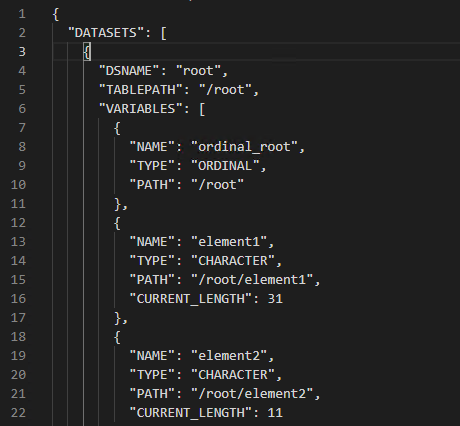 1 {
2 "DATASETS": [
3 {
4 "DSNAME": "root",
5 "TABLEPATH": "/root",
6 "VARIABLES": [
7 {
8 "NAME": "ordinal_root",
9 "TYPE": "ORDINAL",
10 "PATH": "/root"
11 },
12 {
13 "NAME": "element1",
14 "TYPE": "CHARACTER",
15 "PATH": "/root/element1",
16 "CURRENT_LENGTH": 31
17 },
18 {
19 "NAME": "element2",
20 "TYPE": "CHARACTER",
21 "PATH": "/root/element2",
22 "CURRENT_LENGTH": 11